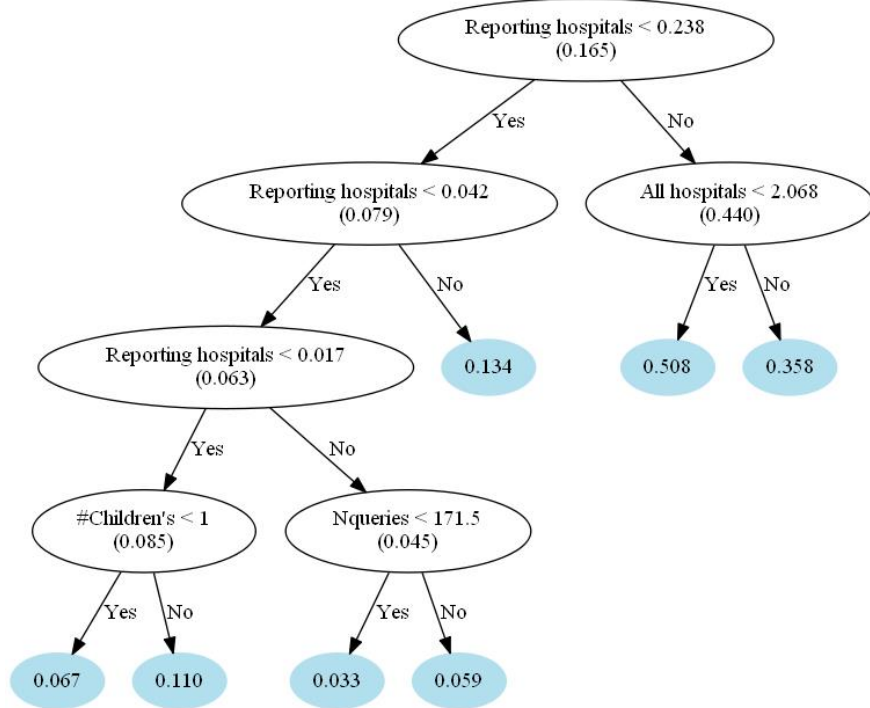 Reporting hospitals < 0.238
(0.165)
Yes
No
Reporting hospitals < 0.042
(0.079)
All hospitals < 2.068
(0.440)
Yes
No
Yes
No
Reporting hospitals < 0.017
(0.063)
0.134
0.508
0.358
Yes
No
#Children's < 1
(0.085)
Nqueries < 171.5
(0.045)
Yes
No
Yes
No
0.067
0.110
0.033
0.059